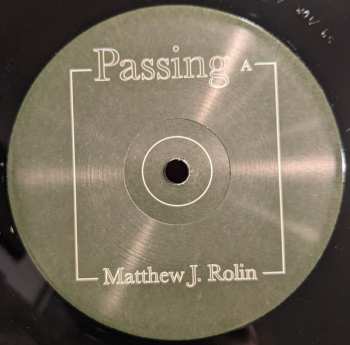 Passing A
Matthew J. Rolin